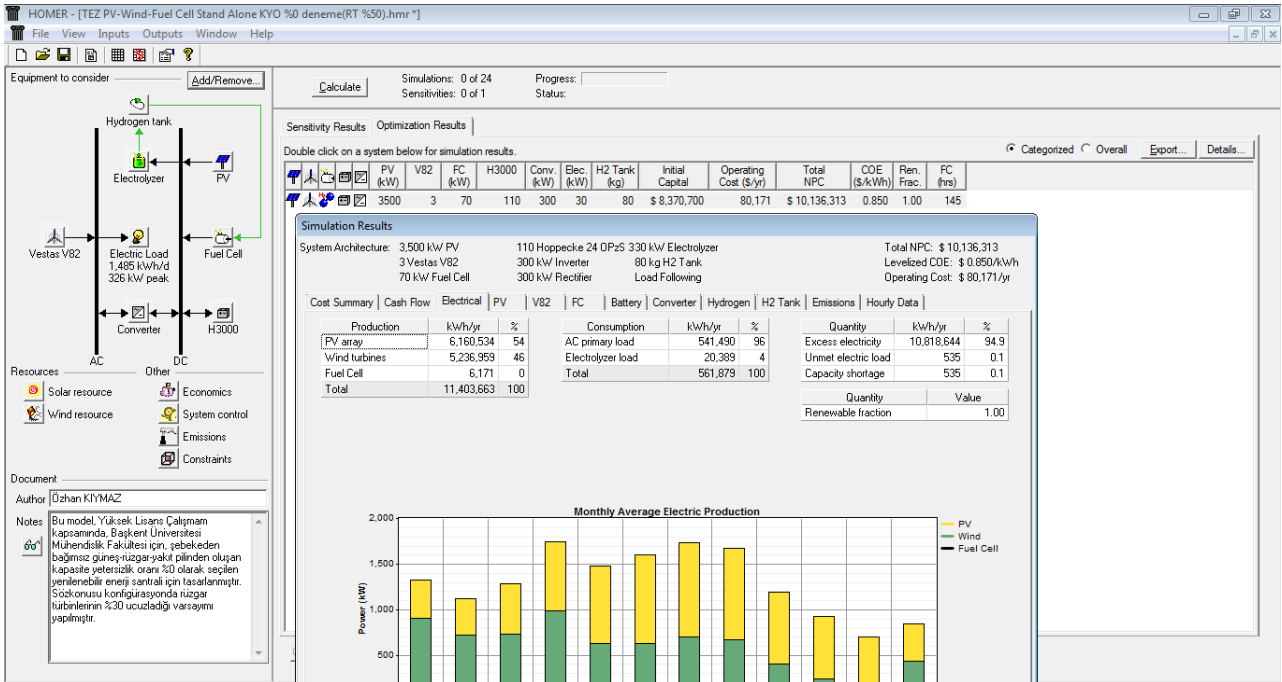 HOMER - [TEZ PV-Wind-Fuel Cell Stand Alone KYO %0 deneme(RT %50).hmr *]
File View Inputs Outputs Window Help
Equipment to consider
Add/Remove...
Hydrogen tank
Electrolyzer
PV
Vestas V82
Electric Load
1,485 kWh/d
326 kW peak
Fuel Cell
Converter
H3000
AC
DC
Resources
Other
Solar resource
Economics
Wind resource
System control
Emissions
Constraints
Document
Author Özhan KIYMAZ
Notes
Bu model, Yüksek Lisans Çalışmam
kapsamında, Başkent Üniversitesi
Mühendislik Fakültesi için, şebekeden
bağımsız güneş-rüzgar-yakıt pilinden oluşan
kapasite yetersizlik oranı %0 olarak seçilen
yenilenebilir enerji santrali için tasarlanmıştır.
Sözkonusu konfigürasyonda rüzgar
türbinlerinin %30 ucuzladığı varsayımı
yapılmıştır.
Calculate
Simulations: 0 of 24
Progress:
Sensitivities: 0 of 1
Status:
Sensitivity Results
Optimization Results
Double click on a system below for simulation results.
Categorized
Overall
Export...
Details...
PV (kW) V82 FC (kW) H3000 Conv. (kW) Elec. (kW) H2 Tank (kg) Initial Capital Operating Cost ($/yr) Total NPC COE ($/kWh) Ren. Frac. FC (hrs)
3500 3 70 110 300 30 80 $ 8,370,700 80,171 $ 10,136,313 0.850 1.00 145
Simulation Results
System Architecture: 3,500 kW PV 110 Hoppecke 24 OPzS 330 kW Electrolyzer Total NPC: $ 10,136,313
3 Vestas V82 300 kW Inverter 80 kg H2 Tank Levelized COE: $ 0.850/kWh
70 kW Fuel Cell 300 kW Rectifier Load Following Operating Cost: $ 80,171/yr
Cost Summary Cash Flow Electrical PV V82 FC Battery Converter Hydrogen H2 Tank Emissions Hourly Data
Production kWh/yr %
PV array 6,160,534 54
Wind turbines 5,236,959 46
Fuel Cell 6,171 0
Total 11,403,663 100
Consumption kWh/yr %
AC primary load 541,490 96
Electrolyzer load 20,389 4
Total 561,879 100
Quantity kWh/yr %
Excess electricity 10,818,644 94.9
Unmet electric load 535 0.1
Capacity shortage 535 0.1
Quantity Value
Renewable fraction 1.00
Monthly Average Electric Production
2,000
1,500
1,000
500
Power (kW)
PV
Wind
Fuel Cell